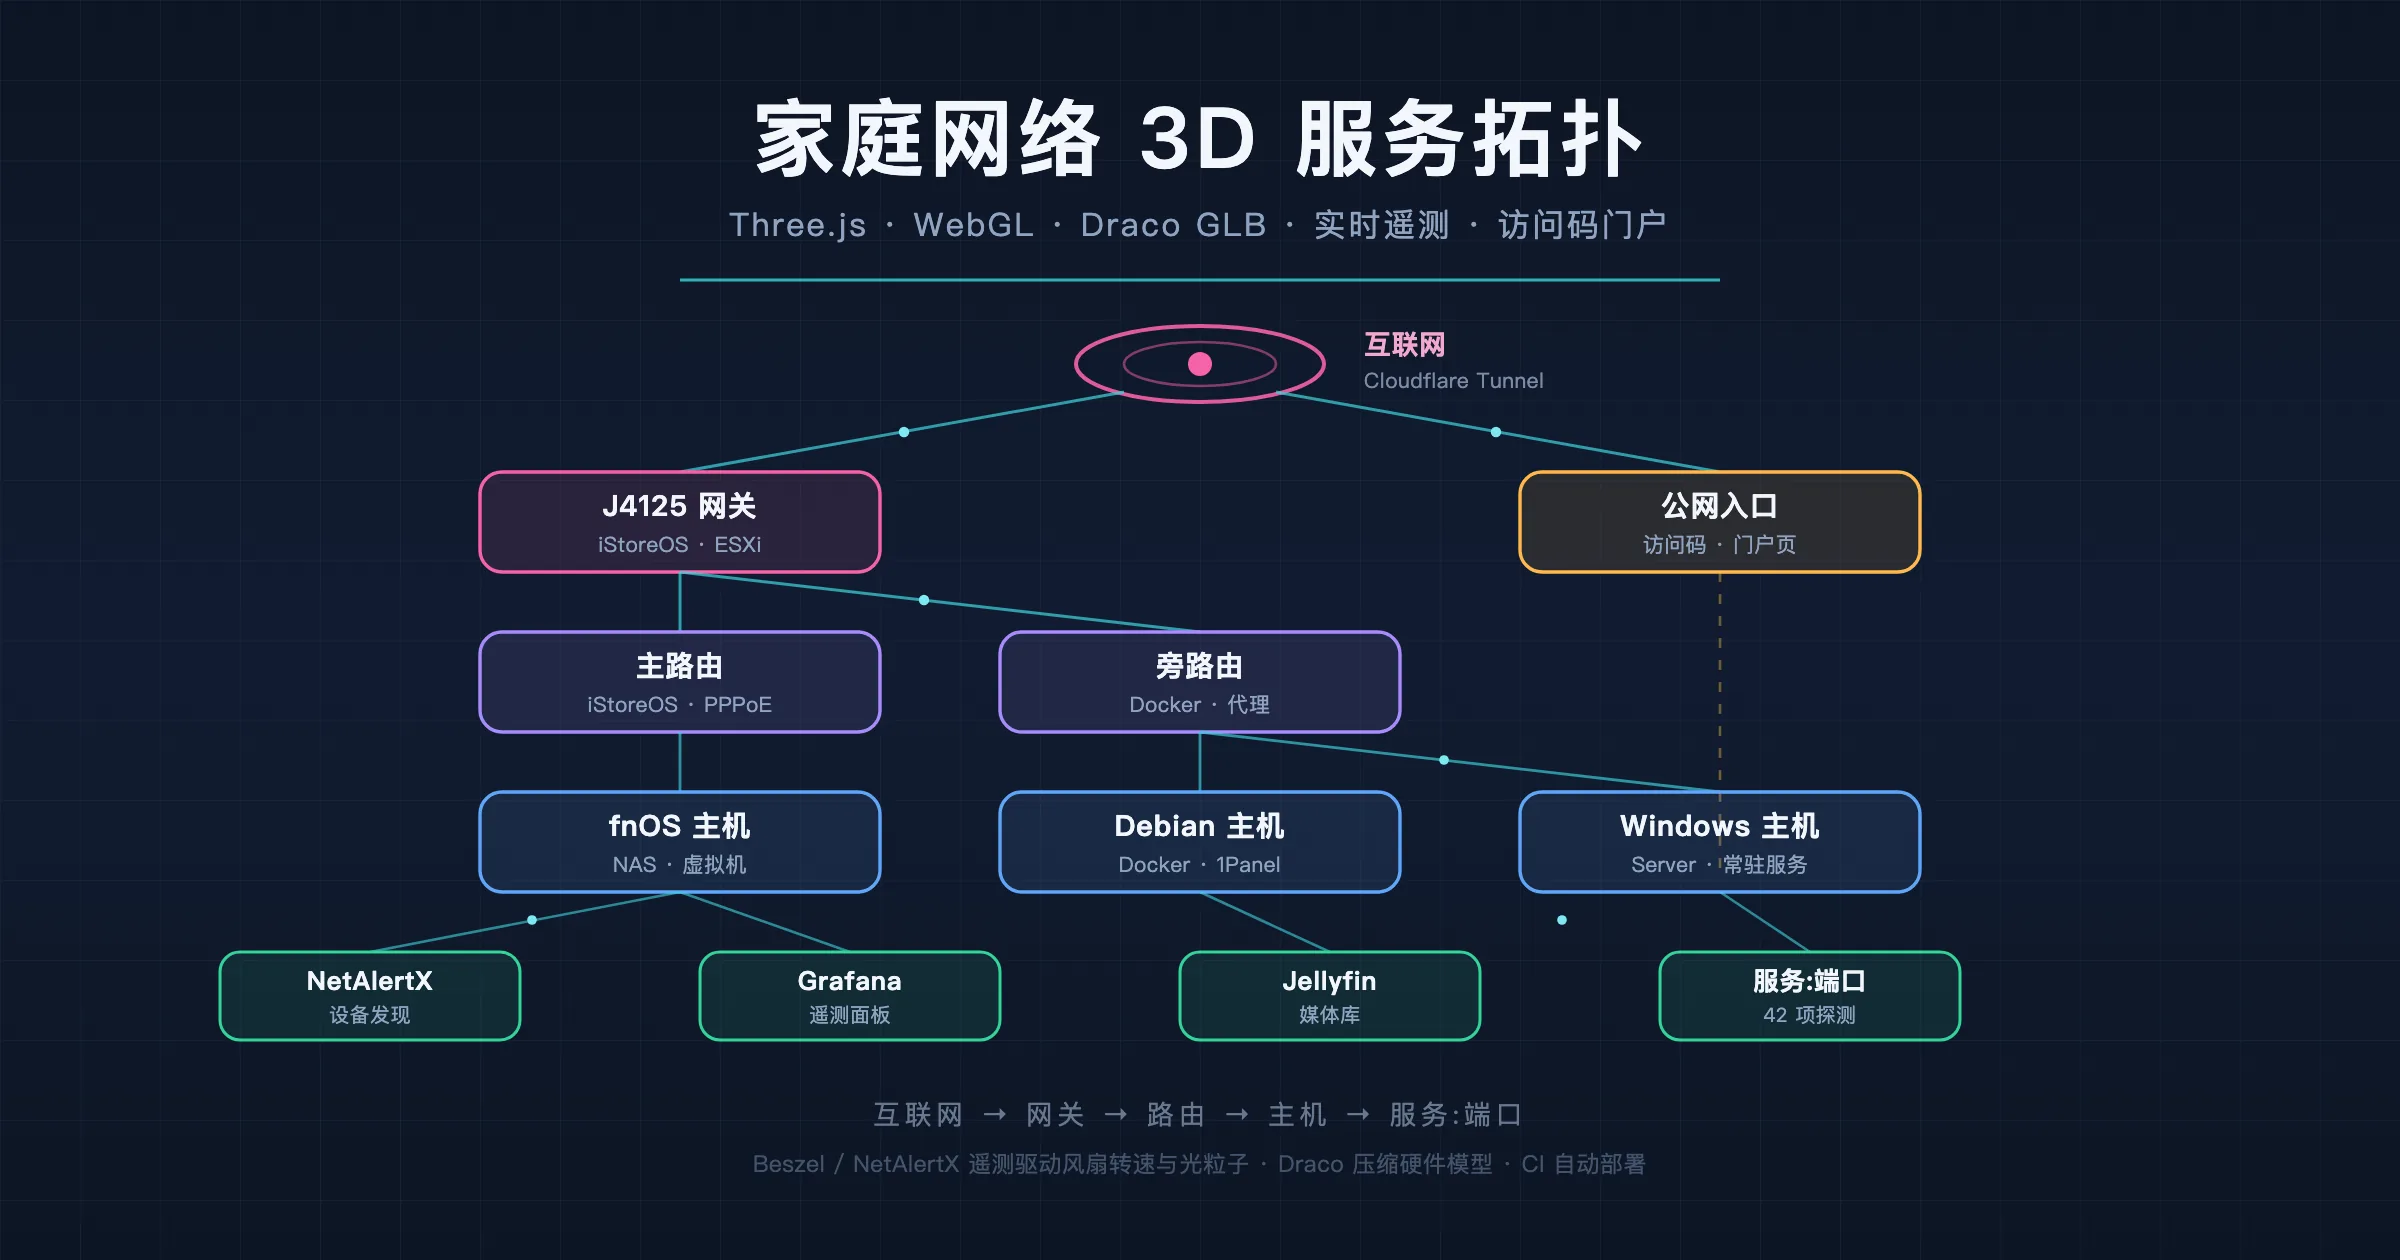 家庭网络 3D 服务拓扑
Three.js · WebGL · Draco GLB · 实时遥测 · 访问码门户
互联网
Cloudflare Tunnel
J4125 网关
iStoreOS · ESXi
公网入口
访问码 · 门户页
主路由
iStoreOS · PPPoE
旁路由
Docker · 代理
fnOS 主机
NAS · 虚拟机
Debian 主机
Docker · 1Panel
Windows 主机
Server · 常驻服务
NetAlertX
设备发现
Grafana
遥测面板
Jellyfin
媒体库
服务:端口
42 项探测
互联网 → 网关 → 路由 → 主机 → 服务:端口
Beszel / NetAlertX 遥测驱动风扇转速与光粒子 · Draco 压缩硬件模型 · CI 自动部署